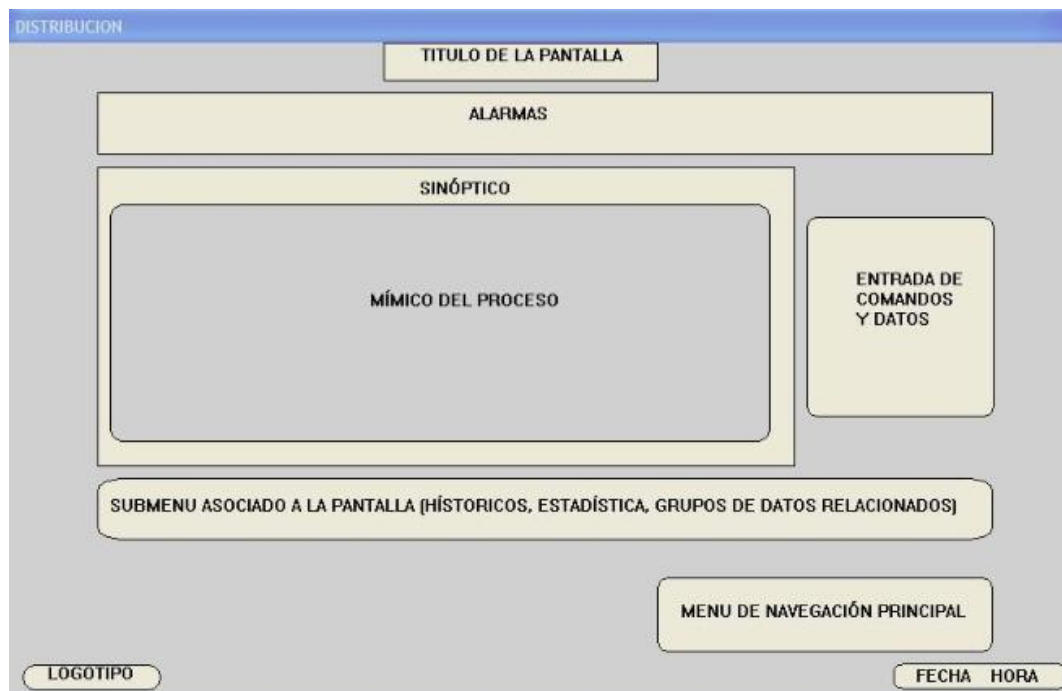 DISTRIBUCION
TITULO DE LA PANTALLA
ALARMAS
SINÓPTICO
MÍMICO DEL PROCESO
ENTRADA DE
COMANDOS
Y DATOS
SUBMENU ASOCIADO A LA PANTALLA (HÍSTORICOS, ESTADÍSTICA, GRUPOS DE DATOS RELACIONADOS)
MENU DE NAVEGACIÓN PRINCIPAL
LOGOTIPO
FECHA HORA